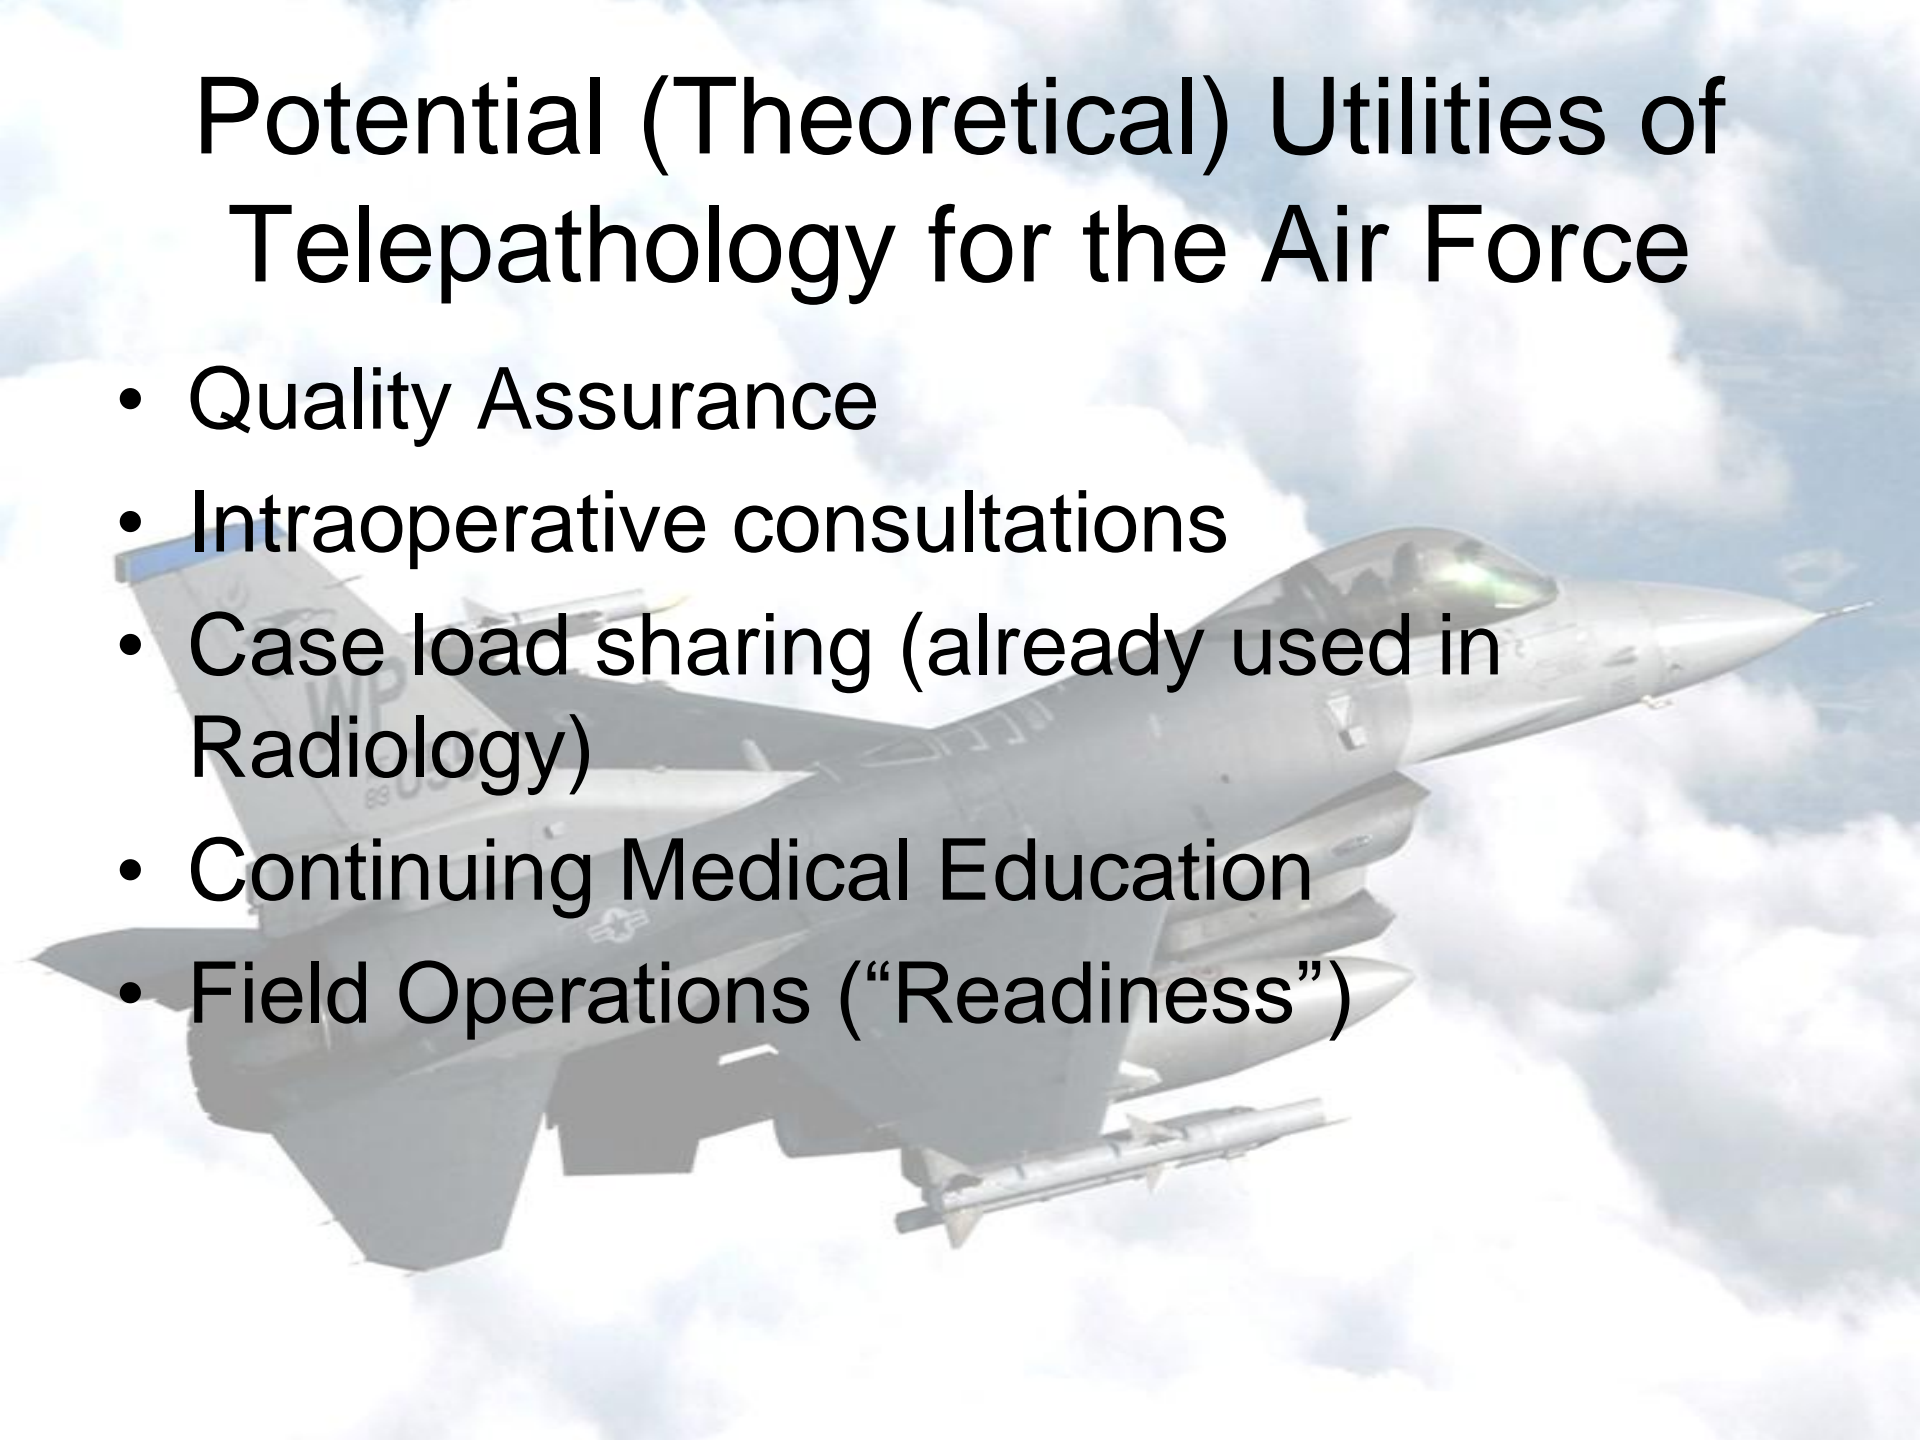 Potential (Theoretical) Utilities of
Telepathology for the Air Force
• Quality Assurance
• Intraoperative consultations
• Case load sharing (already used in
Radiology)
• Continuing Medical Education
• Field Operations (“Readiness”)
WP